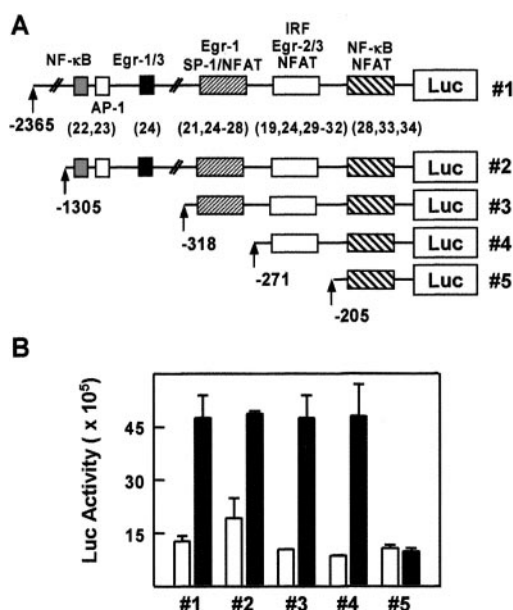 A
IRF
Egr-1 Egr-2/3 NF-κB
NF-κB Egr-1/3 SP-1/NFAT NFAT NFAT
Luc #1
AP-1
-2365 (22,23) (24) (21,24-28) (19,24,29-32) (28,33,34)
Luc #2
-1305
Luc #3
-318
Luc #4
-271
Luc #5
-205
B
Luc Activity ( x 10⁵)
45
30
15
#1 #2 #3 #4 #5